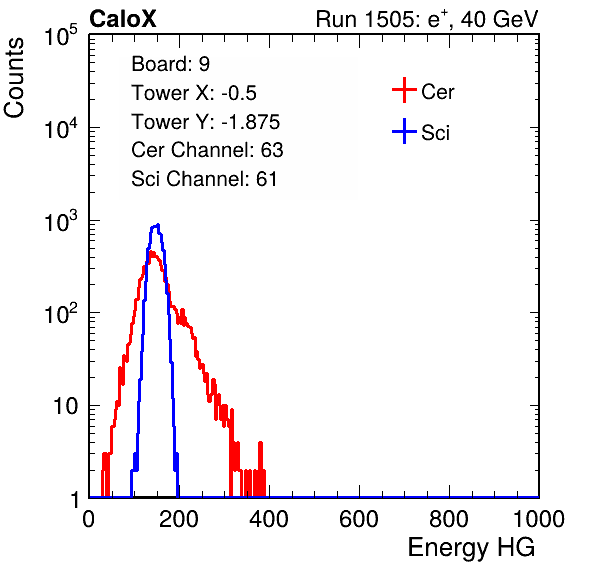 CaloX Run 1505: e⁺, 40 GeV
Counts
10⁵
10⁴
10³
10²
10
1
Board: 9
Tower X: -0.5
Tower Y: -1.875
Cer Channel: 63
Sci Channel: 61
Cer
Sci
0 200 400 600 800 1000
Energy HG